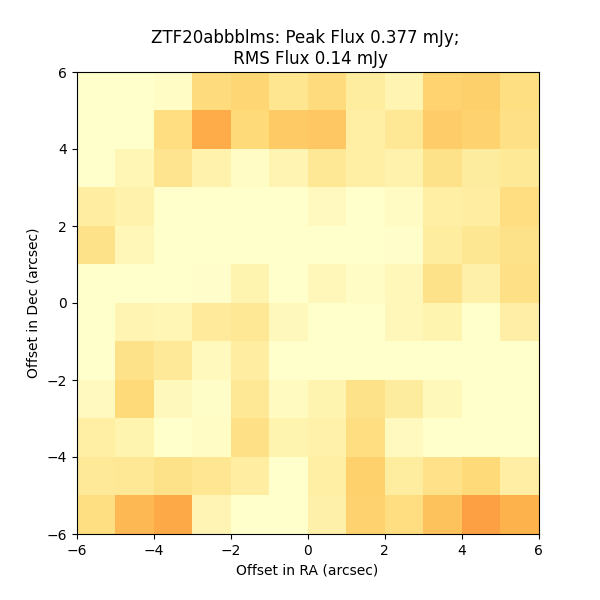 ZTF20abbblms: Peak Flux 0.377 mJy;
RMS Flux 0.14 mJy
6
4
2
0
−2
−4
−6
Offset in Dec (arcsec)
−6 −4 −2 0 2 4 6
Offset in RA (arcsec)